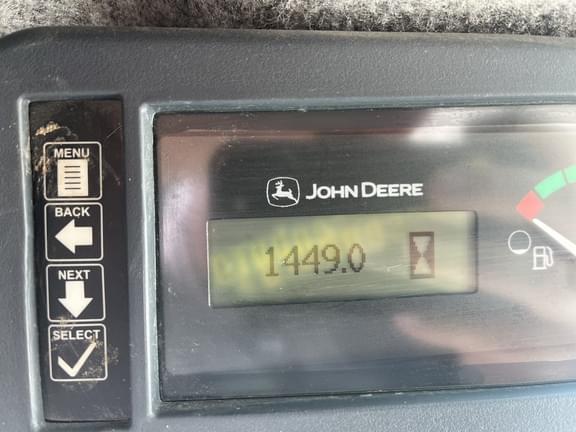 MENU
BACK
NEXT
SELECT
JOHN DEERE
1449.0